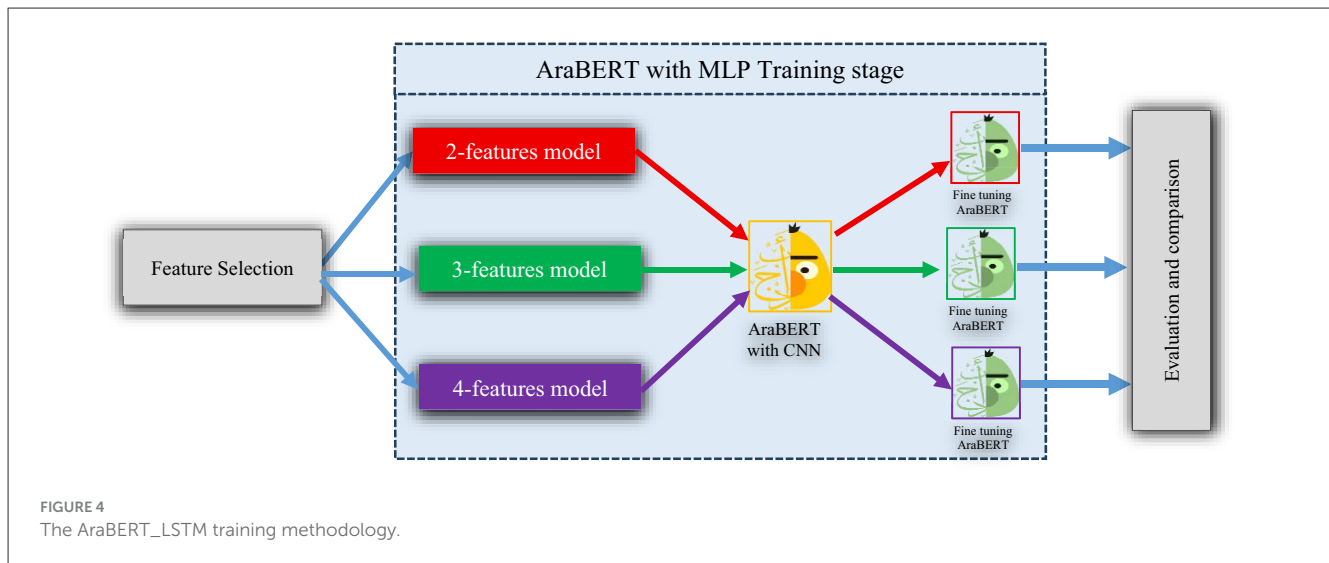 AraBERT with MLP Training stage
2-features model
3-features model
4-features model
Feature Selection
AraBERT
with CNN
Fine tuning
AraBERT
Fine tuning
AraBERT
Fine tuning
AraBERT
Evaluation and comparison
FIGURE 4
The AraBERT_LSTM training methodology.